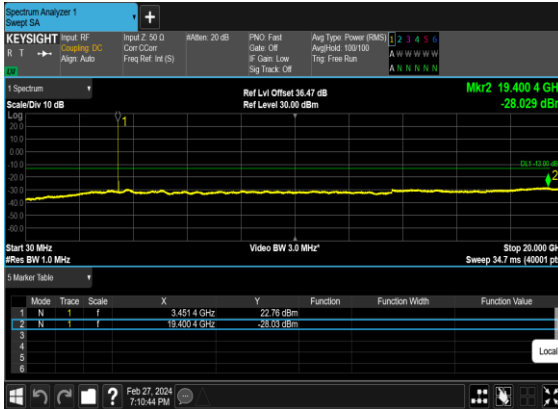 Spectrum Analyzer 1
Swept SA
+
KEYSIGHT Input: RF Input Z: 50 Ω #Atten: 20 dB PNO: Fast Avg Type: Power (RMS) 1 2 3 4 5 6
R T Coupling: DC Corr CCorr Gate: Off Avg|Hold: 100/100 A W W W W W
Align: Auto Freq Ref: Int (S) IF Gain: Low Trig: Free Run
Sig Track: Off A N N N N N
1 Spectrum Ref Lvl Offset 36.47 dB Mkr2 19.400 4 GH
Scale/Div 10 dB Ref Level 30.00 dBm -28.029 dB
Log
20.0
10.0
0.00
-10.0
-20.0
-30.0
-40.0
-50.0
-60.0
1
DL1 -13.00 dB
2
Start 30 MHz Video BW 3.0 MHz* Stop 20.000 GH
#Res BW 1.0 MHz Sweep 34.7 ms (40001 pt
5 Marker Table
Mode Trace Scale X Y Function Function Width Function Value
1 N 1 f 3.451 4 GHz 22.76 dBm
2 N 1 f 19.400 4 GHz -28.03 dBm
3
4
5
6
Local
? Feb 27, 2024
7:10:44 PM